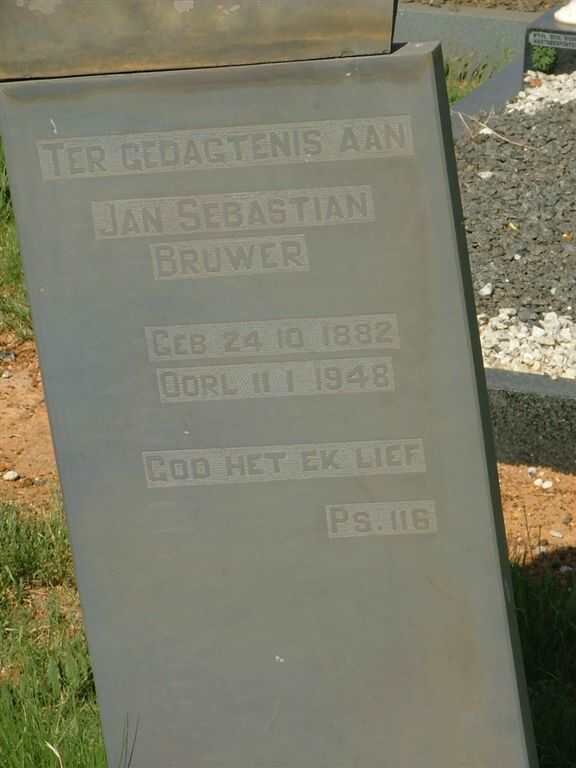 TER GEDAGTENIS AAN
JAN SEBASTIAN
BRUWER
GEB 24 10 1882
OORL 11 1 1948
GOD HET EK LIEF
PS. 116